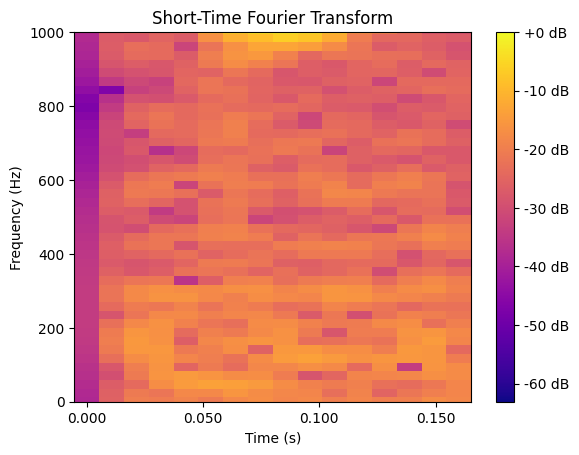 Short-Time Fourier Transform
1000
800
600
400
200
0
Frequency (Hz)
0.000
0.050
0.100
0.150
Time (s)
+0 dB
-10 dB
-20 dB
-30 dB
-40 dB
-50 dB
-60 dB